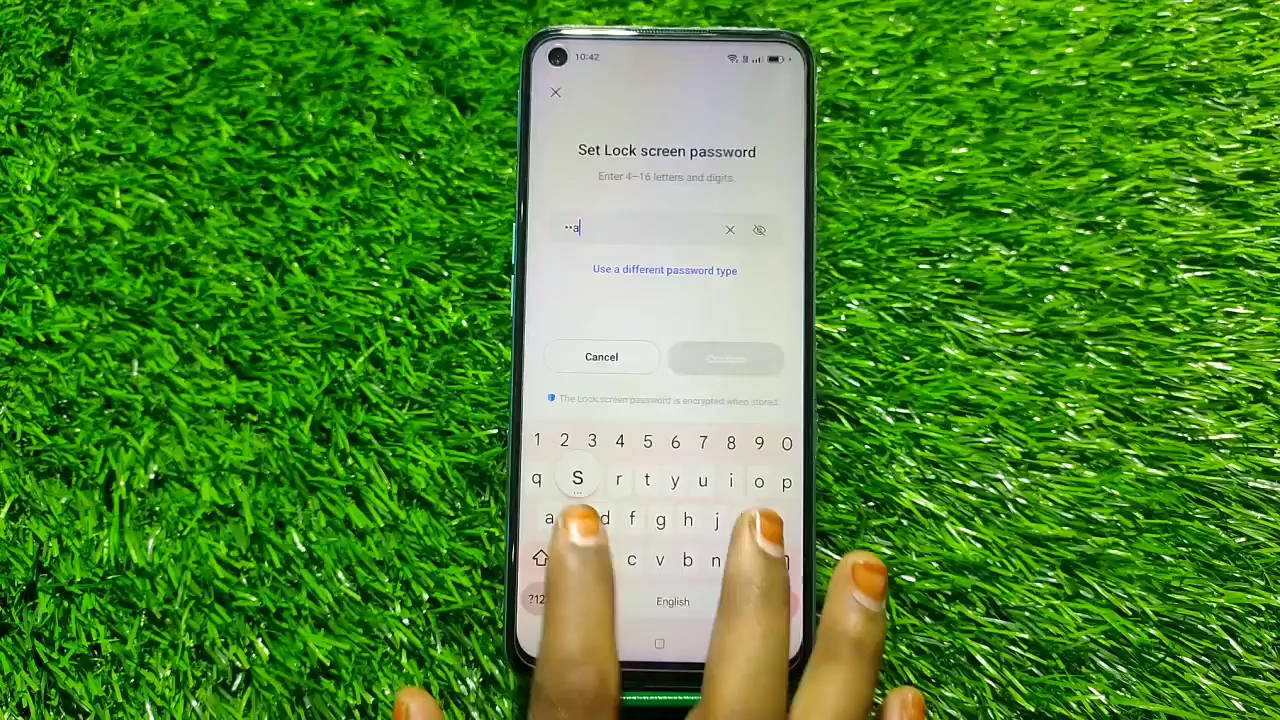 10:42
Set Lock screen password
Enter 4–16 letters and digits.
••a
Use a different password type
Cancel
The Lock screen password is encrypted when stored.
1 2 3 4 5 6 7 8 9 0
q S r t y u i o p
a d f g h j
c v b n
?12 English